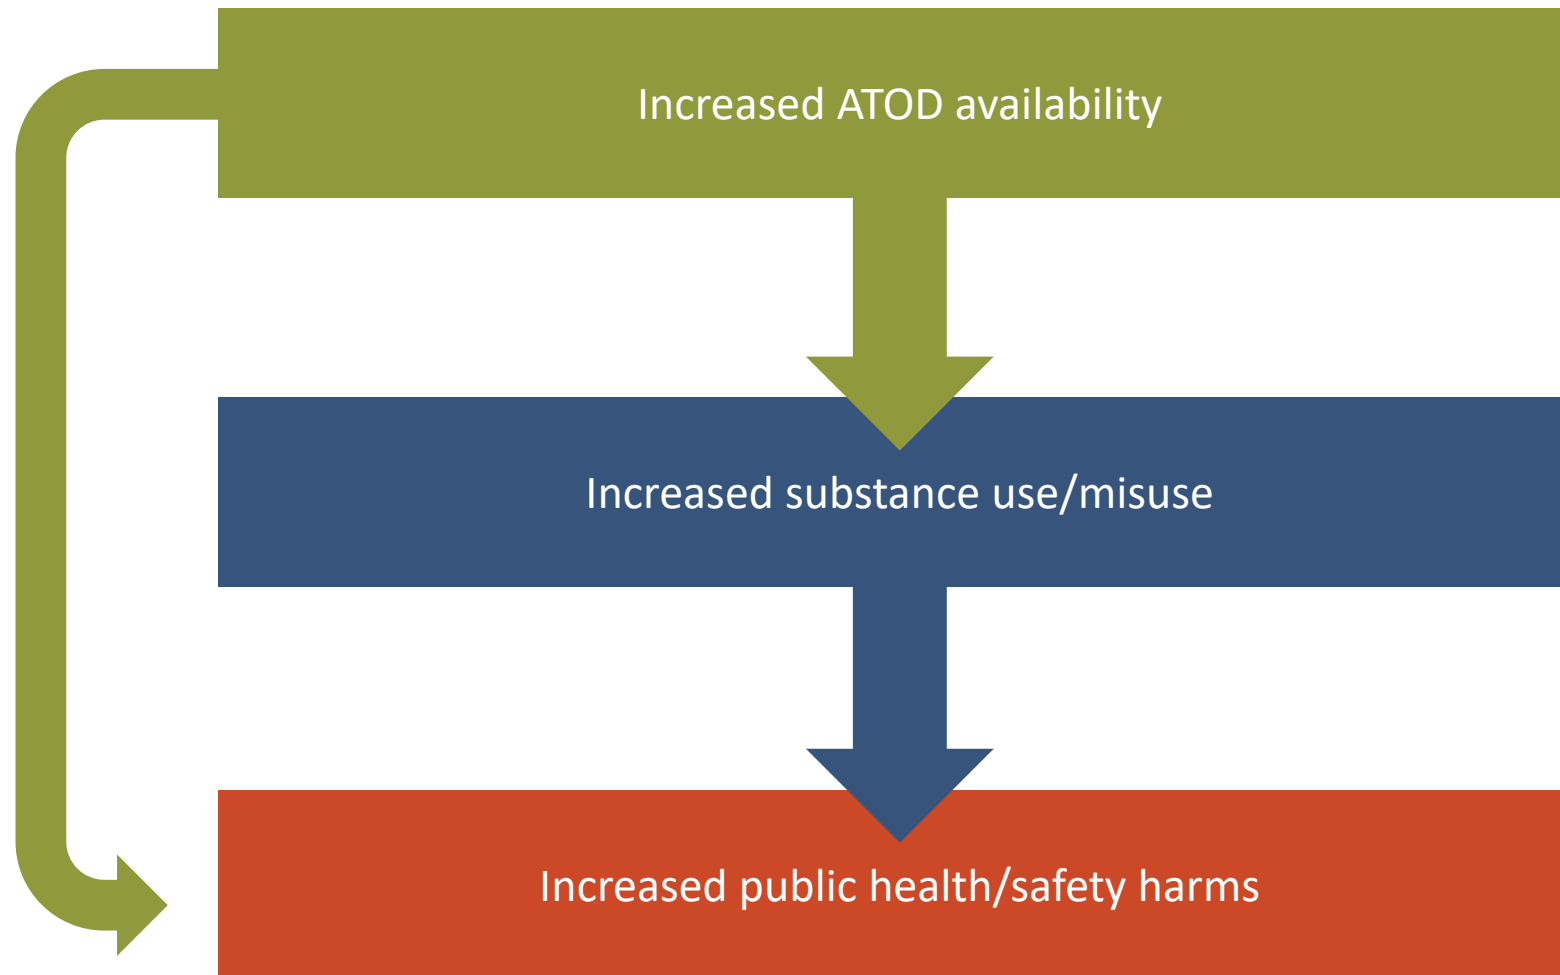 Increased ATOD availability
Increased substance use/misuse
Increased public health/safety harms